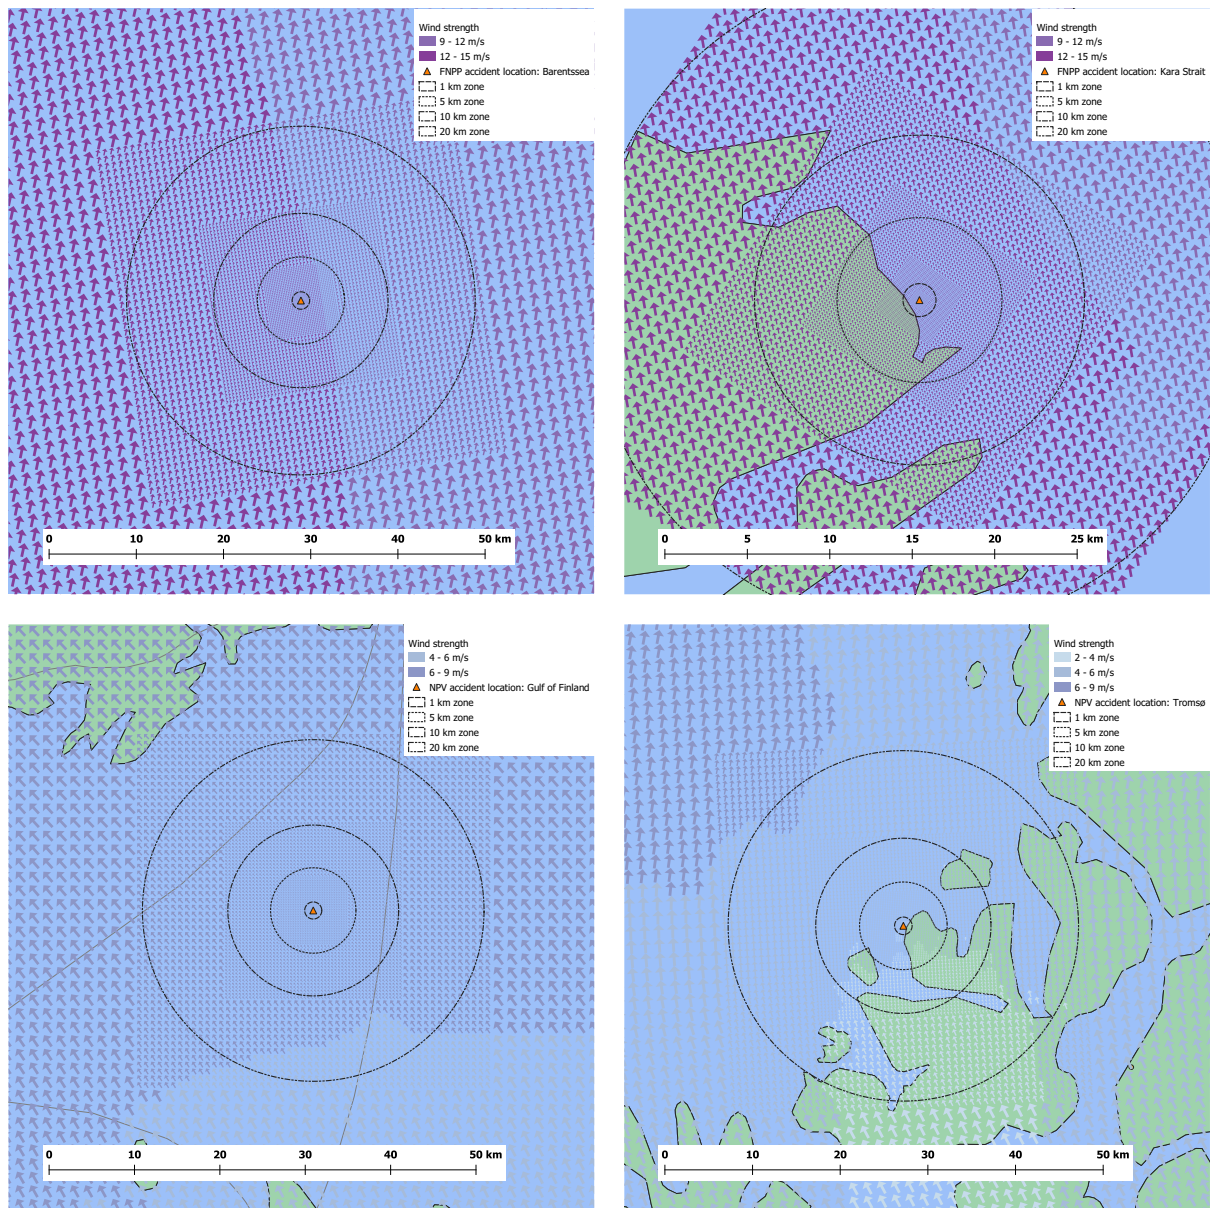 Wind strength
9 - 12 m/s
12 - 15 m/s
FNPP accident location: Barentssea
1 km zone
5 km zone
10 km zone
20 km zone
0 10 20 30 40 50 km
Wind strength
9 - 12 m/s
12 - 15 m/s
FNPP accident location: Kara Strait
1 km zone
5 km zone
10 km zone
20 km zone
0 5 10 15 20 25 km
Wind strength
4 - 6 m/s
6 - 9 m/s
NPV accident location: Gulf of Finland
1 km zone
5 km zone
10 km zone
20 km zone
0 10 20 30 40 50 km
Wind strength
2 - 4 m/s
4 - 6 m/s
6 - 9 m/s
NPV accident location: Tromsø
1 km zone
5 km zone
10 km zone
20 km zone
0 10 20 30 40 50 km